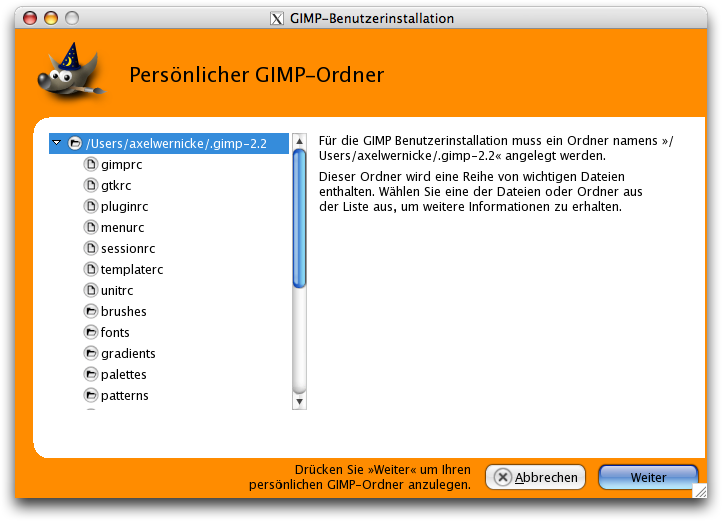 GIMP-Benutzerinstallation
Persönlicher GIMP-Ordner
/Users/axelwernicke/.gimp-2.2
gimprc
gtkrc
pluginrc
menurc
sessionrc
templaterc
unitrc
brushes
fonts
gradients
palettes
patterns
Für die GIMP Benutzerinstallation muss ein Ordner namens »/
Users/axelwernicke/.gimp-2.2« angelegt werden.
Dieser Ordner wird eine Reihe von wichtigen Dateien
enthalten. Wählen Sie eine der Dateien oder Ordner aus
der Liste aus, um weitere Informationen zu erhalten.
Drücken Sie »Weiter« um Ihren
persönlichen GIMP-Ordner anzulegen.
Abbrechen
Weiter